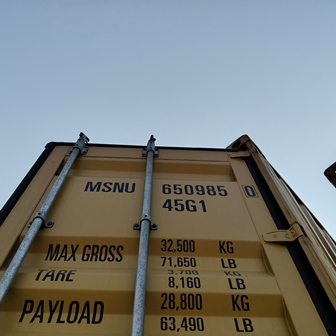 MSNU 650985 0
45G1
MAX GROSS 32,500 KG
71,650 LB
TARE 3,700 KG
8,160 LB
PAYLOAD 28,800 KG
63,490 LB